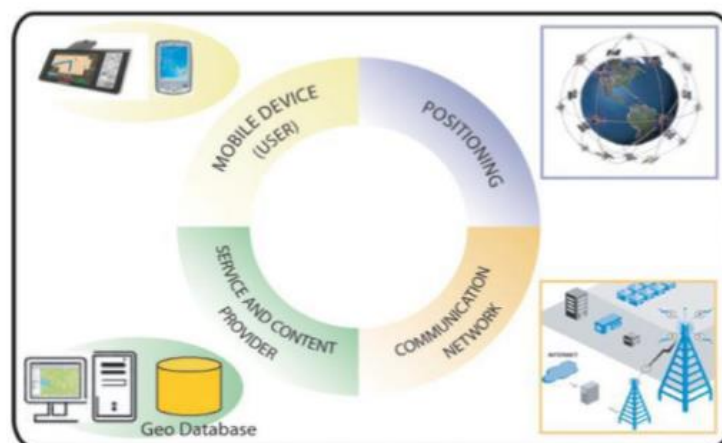 MOBILE DEVICE
(USER)
POSITIONING
SERVICE AND CONTENT
PROVIDER
COMMUNICATION
NETWORK
INTERNET
Geo Database